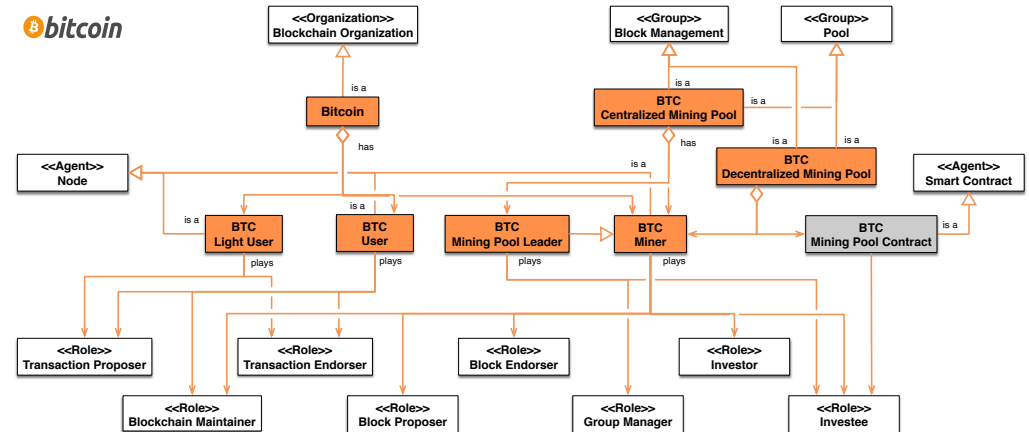 bitcoin
<<Organization>>
Blockchain Organization
<<Group>>
Block Management
<<Group>>
Pool
is a
is a
is a
Bitcoin
BTC
Centralized Mining Pool
has
has
is a
is a
is a
<<Agent>>
Node
BTC
Decentralized Mining Pool
<<Agent>>
Smart Contract
is a
is a
BTC
Light User
BTC
User
BTC
Mining Pool Leader
BTC
Miner
BTC
Mining Pool Contract
is a
plays
plays
plays
plays
<<Role>>
Transaction Proposer
<<Role>>
Transaction Endorser
<<Role>>
Block Endorser
<<Role>>
Investor
<<Role>>
Blockchain Maintainer
<<Role>>
Block Proposer
<<Role>>
Group Manager
<<Role>>
Investee